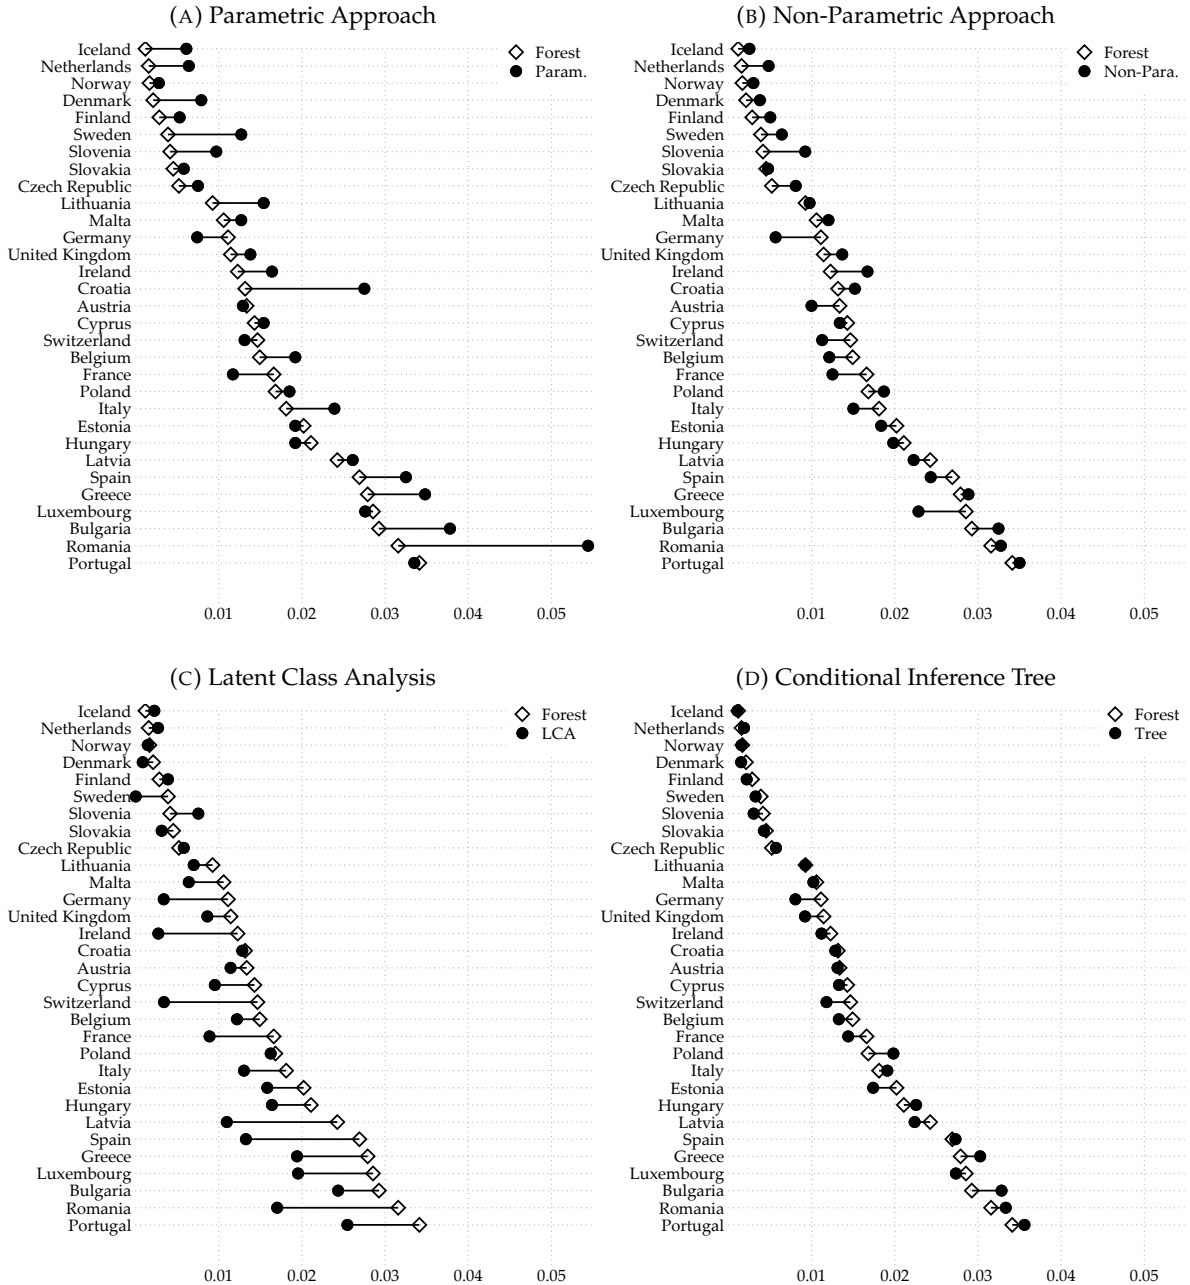 (A) Parametric Approach
Forest
Param.
Iceland
Netherlands
Norway
Denmark
Finland
Sweden
Slovenia
Slovakia
Czech Republic
Lithuania
Malta
Germany
United Kingdom
Ireland
Croatia
Austria
Cyprus
Switzerland
Belgium
France
Poland
Italy
Estonia
Hungary
Latvia
Spain
Greece
Luxembourg
Bulgaria
Romania
Portugal
0.01 0.02 0.03 0.04 0.05
(B) Non-Parametric Approach
Forest
Non-Para.
Iceland
Netherlands
Norway
Denmark
Finland
Sweden
Slovenia
Slovakia
Czech Republic
Lithuania
Malta
Germany
United Kingdom
Ireland
Croatia
Austria
Cyprus
Switzerland
Belgium
France
Poland
Italy
Estonia
Hungary
Latvia
Spain
Greece
Luxembourg
Bulgaria
Romania
Portugal
0.01 0.02 0.03 0.04 0.05
(C) Latent Class Analysis
Forest
LCA
Iceland
Netherlands
Norway
Denmark
Finland
Sweden
Slovenia
Slovakia
Czech Republic
Lithuania
Malta
Germany
United Kingdom
Ireland
Croatia
Austria
Cyprus
Switzerland
Belgium
France
Poland
Italy
Estonia
Hungary
Latvia
Spain
Greece
Luxembourg
Bulgaria
Romania
Portugal
0.01 0.02 0.03 0.04 0.05
(D) Conditional Inference Tree
Forest
Tree
Iceland
Netherlands
Norway
Denmark
Finland
Sweden
Slovenia
Slovakia
Czech Republic
Lithuania
Malta
Germany
United Kingdom
Ireland
Croatia
Austria
Cyprus
Switzerland
Belgium
France
Poland
Italy
Estonia
Hungary
Latvia
Spain
Greece
Luxembourg
Bulgaria
Romania
Portugal
0.01 0.02 0.03 0.04 0.05